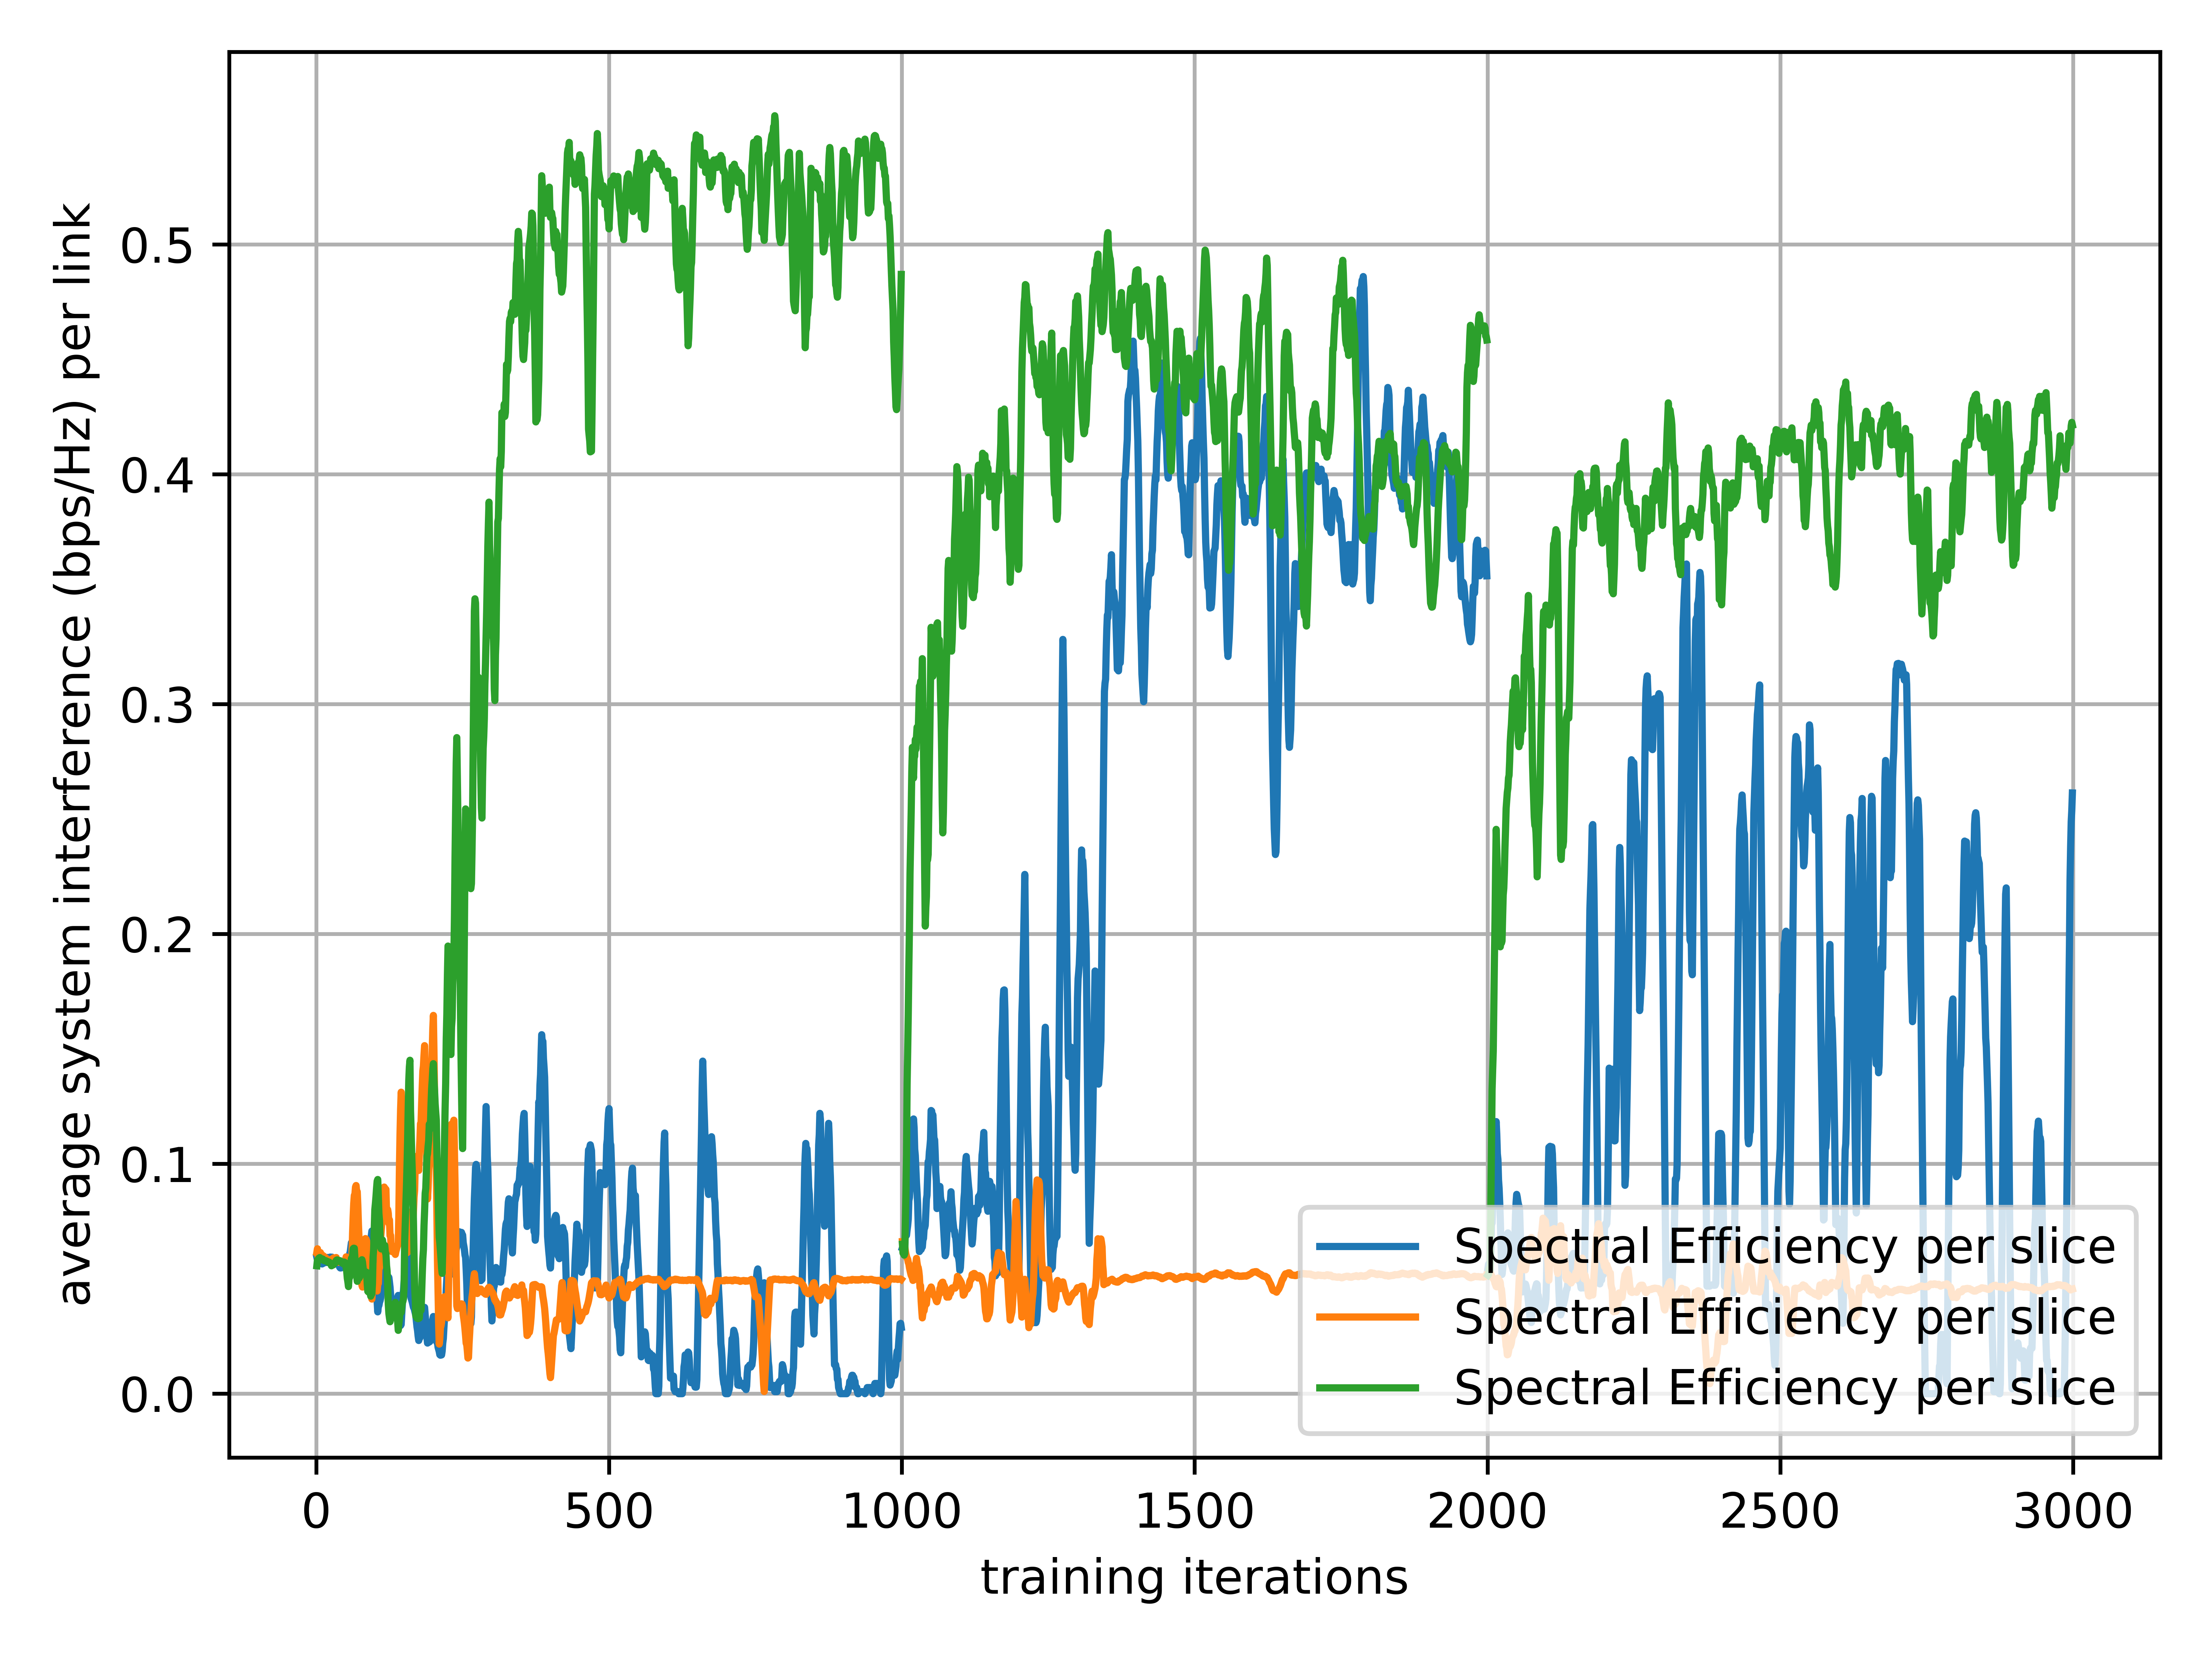 average system interference (bps/Hz) per link
0.5
0.4
0.3
0.2
0.1
0.0
Spectral Efficiency per slice
Spectral Efficiency per slice
Spectral Efficiency per slice
0 500 1000 1500 2000 2500 3000
training iterations